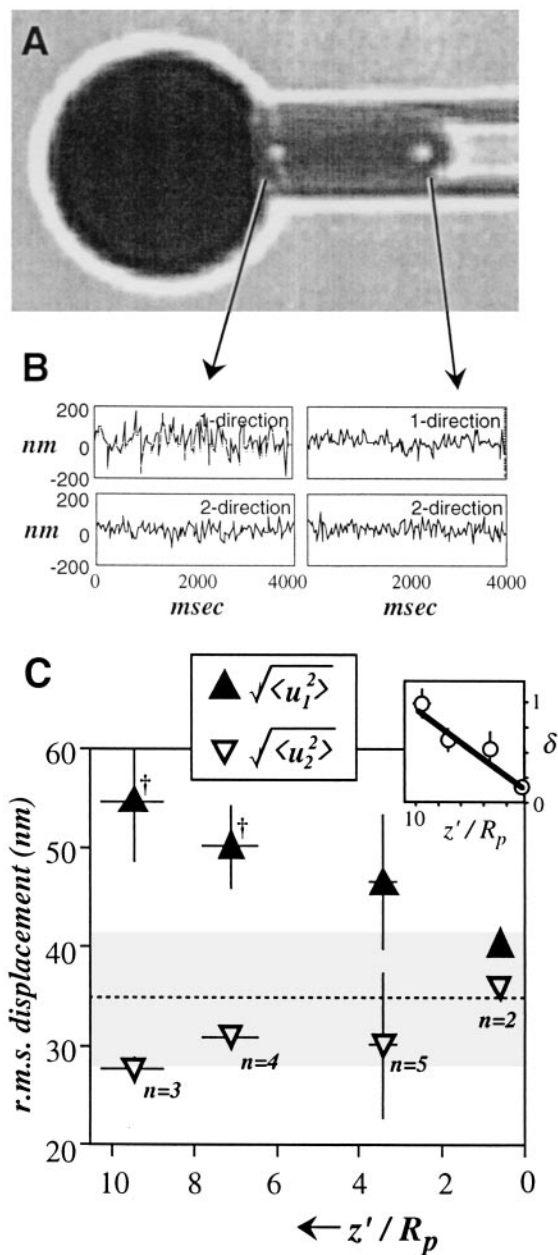 A
B
200
nm 0
-200
1-direction
1-direction
200
nm 0
-200
2-direction
2-direction
0 2000 4000
0 2000 4000
msec
msec
C
▲ √<u₁²>
▽ √<u₂²>
1
δ
0
10
z'/Rₚ
60
50
40
30
20
r.m.s. displacement (nm)
†
†
n=3
n=4
n=5
n=2
10 8 6 4 2 0
← z'/Rₚ